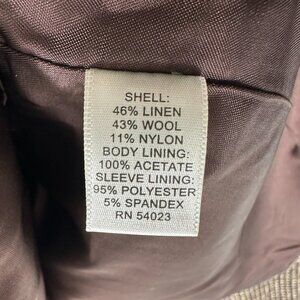 SHELL:
46% LINEN
43% WOOL
11% NYLON
BODY LINING:
100% ACETATE
SLEEVE LINING:
95% POLYESTER
5% SPANDEX
RN 54023